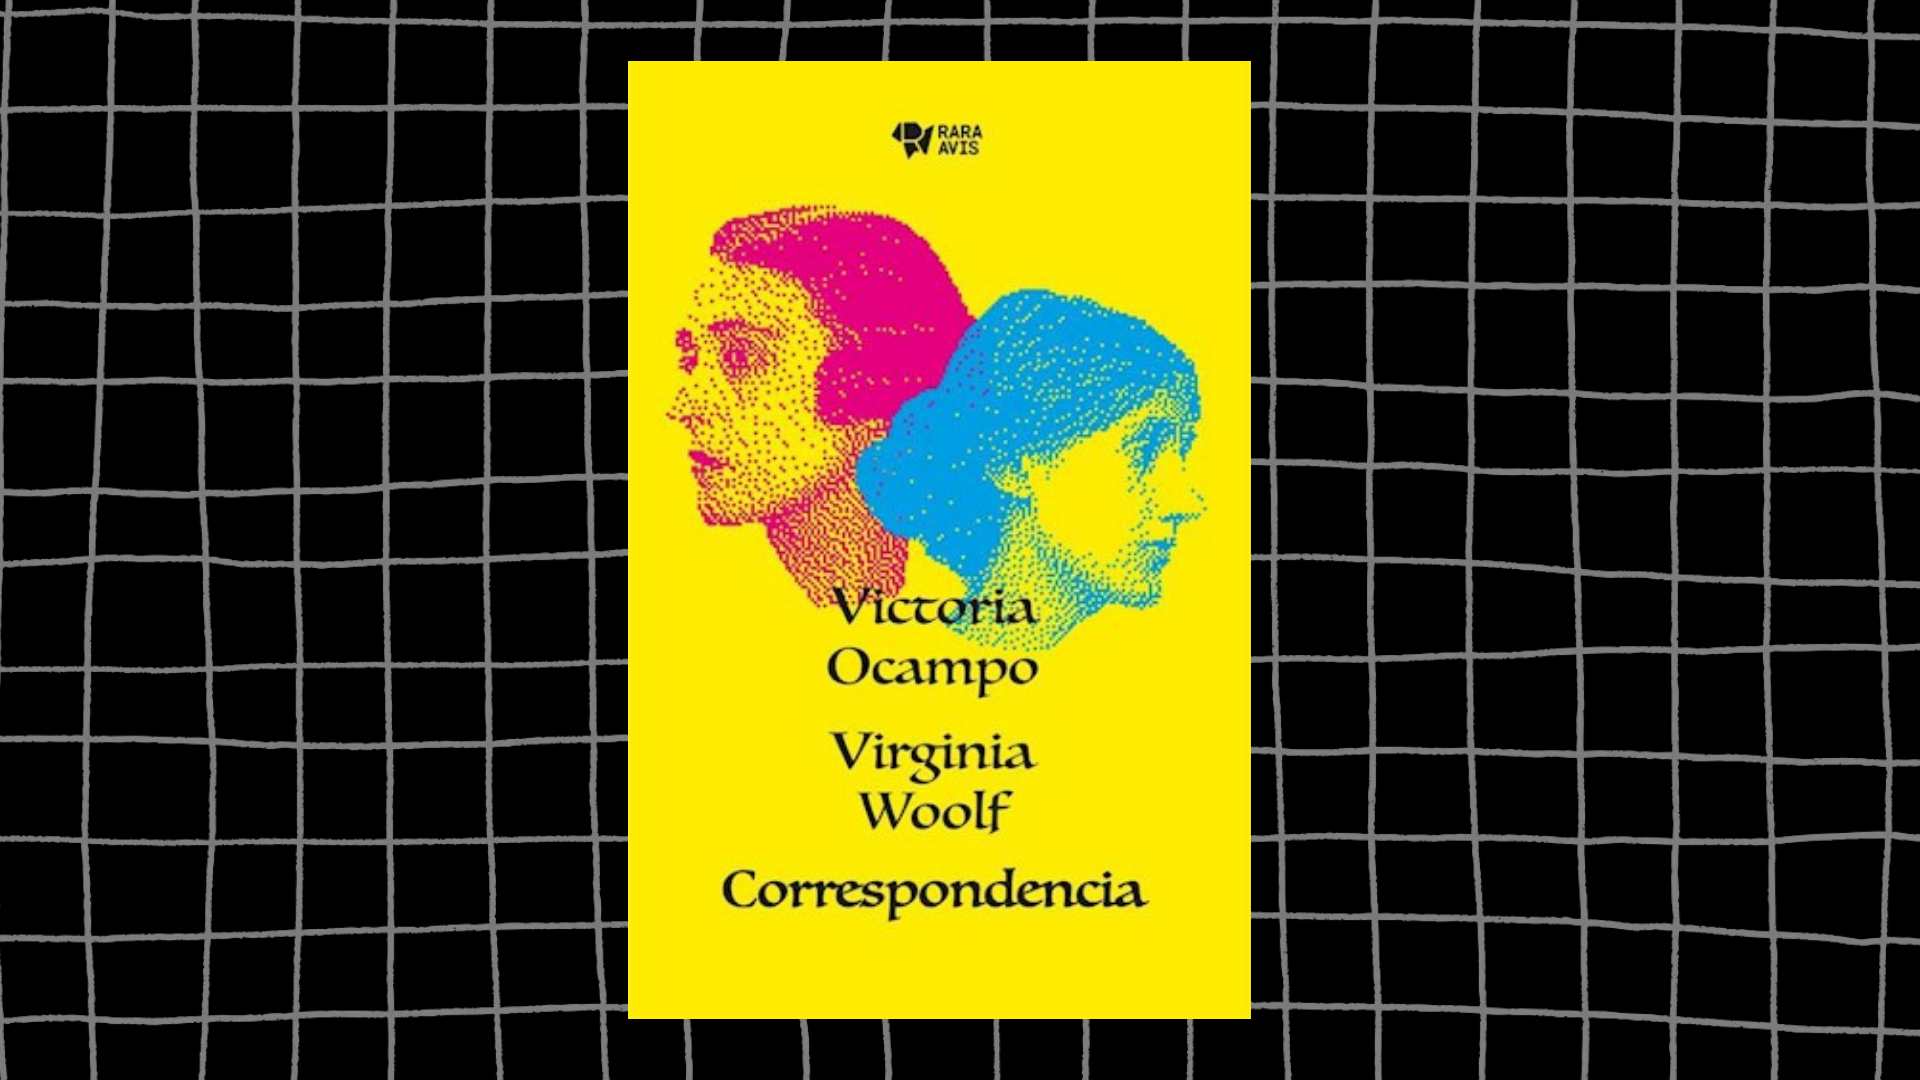 RARA
AVIS
Victoria
Ocampo
Virginia
Woolf
Correspondencia